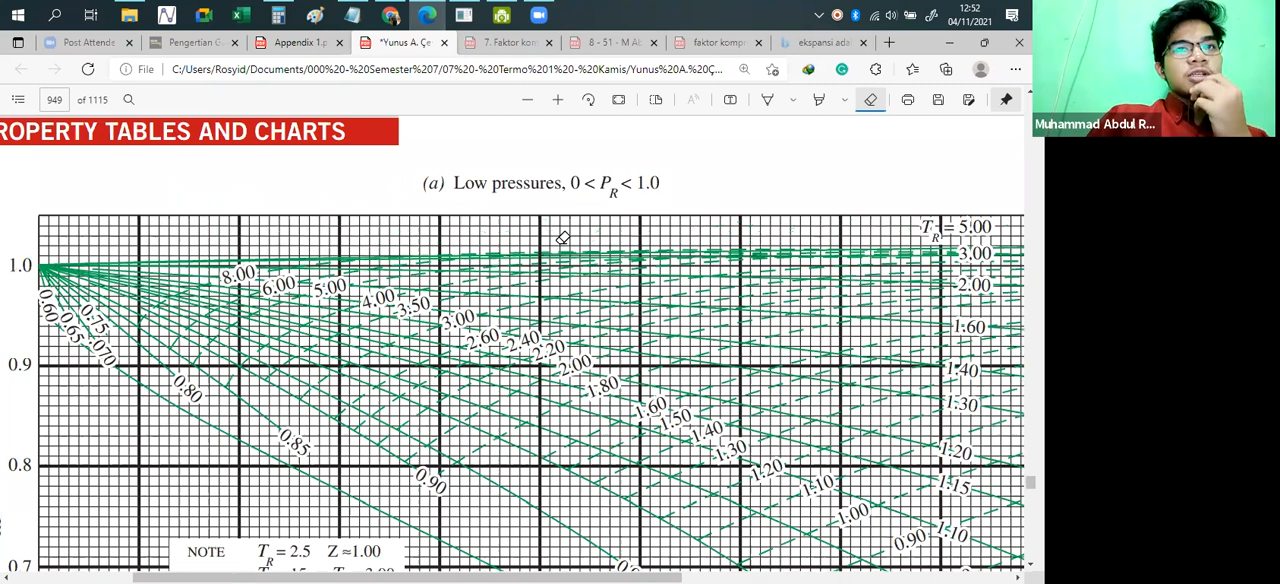 12:52
04/11/2021
Post Attende
Pengertian G
Appendix 1.p
*Yunus A. Çe
7. Faktor kon
8 - 51 - M Ab
faktor kompr
ekspansi adal
File
C:/Users/Rosyid/Documents/000%20-%20Semester%207/07%20-%20Termo%201%20-%20Kamis/Yunus%20A.%20Ç...
949 of 1115
Muhammad Abdul R...
ROPERTY TABLES AND CHARTS
(a) Low pressures, 0 < PR < 1.0
TR = 5.00
1.0
8.00
3.00
6.00
5.00
2.00
4.00
0.60
3.50
0.75
3.00
1.60
0.65
2.60
2.40
0.70
2.20
0.9
2.00
1.40
0.80
1.80
1.30
1.60
1.50
1.40
0.85
1.30
1.20
0.8
1.20
0.90
1.10
1.15
1.00
1.10
0.90
NOTE TR = 2.5 Z ≈1.00
0.7